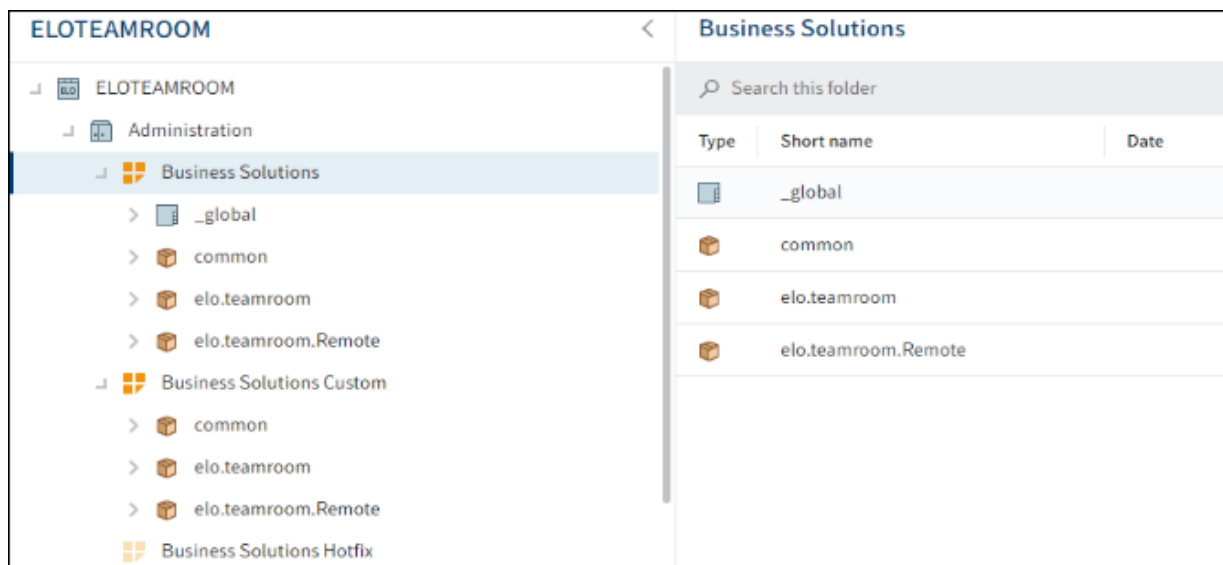 ELOTEAMROOM
ELOTEAMROOM
Administration
Business Solutions
_global
common
elo.teamroom
elo.teamroom.Remote
Business Solutions Custom
common
elo.teamroom
elo.teamroom.Remote
Business Solutions Hotfix
Business Solutions
Search this folder
Type Short name Date
_global
common
elo.teamroom
elo.teamroom.Remote